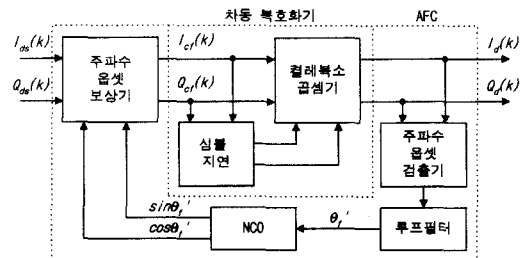 차동 복호화기
AFC
I_ds(k)
Q_ds(k)
주파수
옵셋
보상기
I_cf(k)
Q_cf(k)
심볼
지연
컬레복소
곱셈기
I_d(k)
Q_d(k)
주파수
옵셋
검출기
루프필터
θ_f'
NCO
sinθ_f'
cosθ_f'